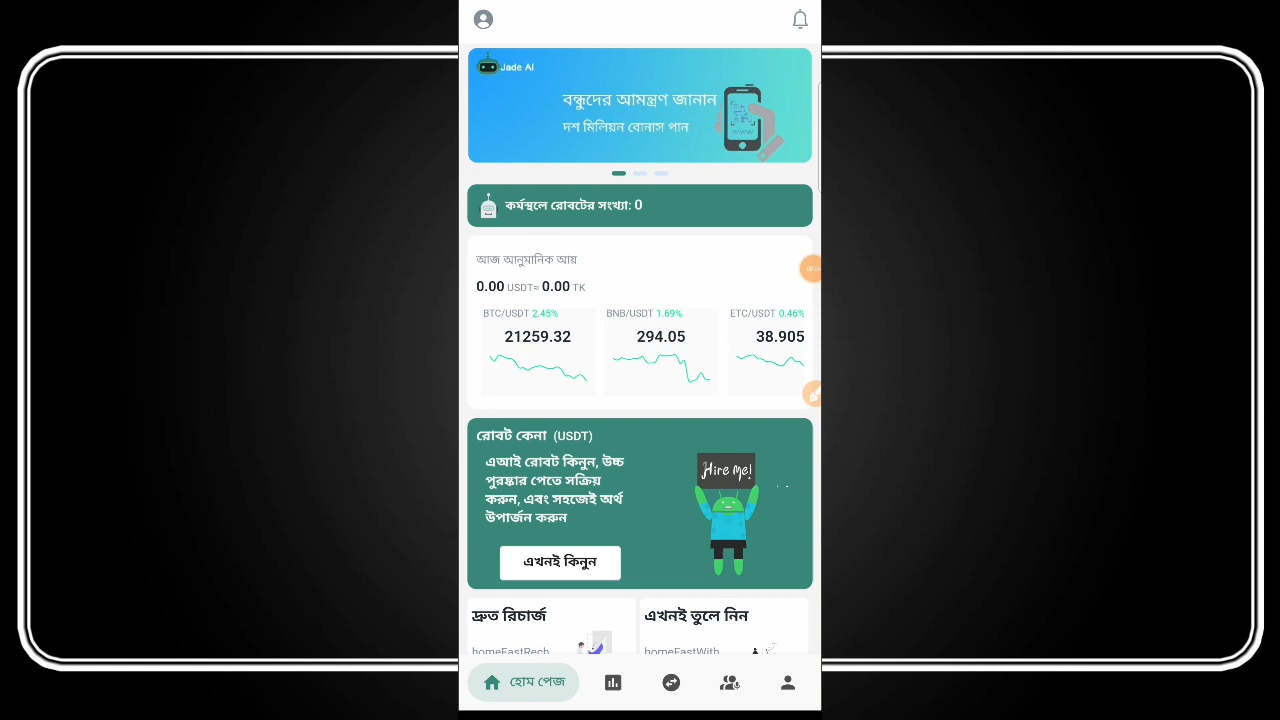 Jade AI
বন্ধুদের আমন্ত্রণ জানান
দশ মিলিয়ন বোনাস পান
কর্মস্থলে রোবটের সংখ্যা: 0
আজ আনুমানিক আয়
0.00 USDT≈ 0.00 TK
BTC/USDT 2.45% BNB/USDT 1.69% ETC/USDT 0.46%
21259.32 294.05 38.905
রোবট কেনা (USDT)
এআই রোবট কিনুন, উচ্চ
পুরষ্কার পেতে সক্রিয়
করুন, এবং সহজেই অর্থ
উপার্জন করুন
Hire me!
এখনই কিনুন
দ্রুত রিচার্জ এখনই তুলে নিন
homeFastRech homeFastWith
হোম পেজ